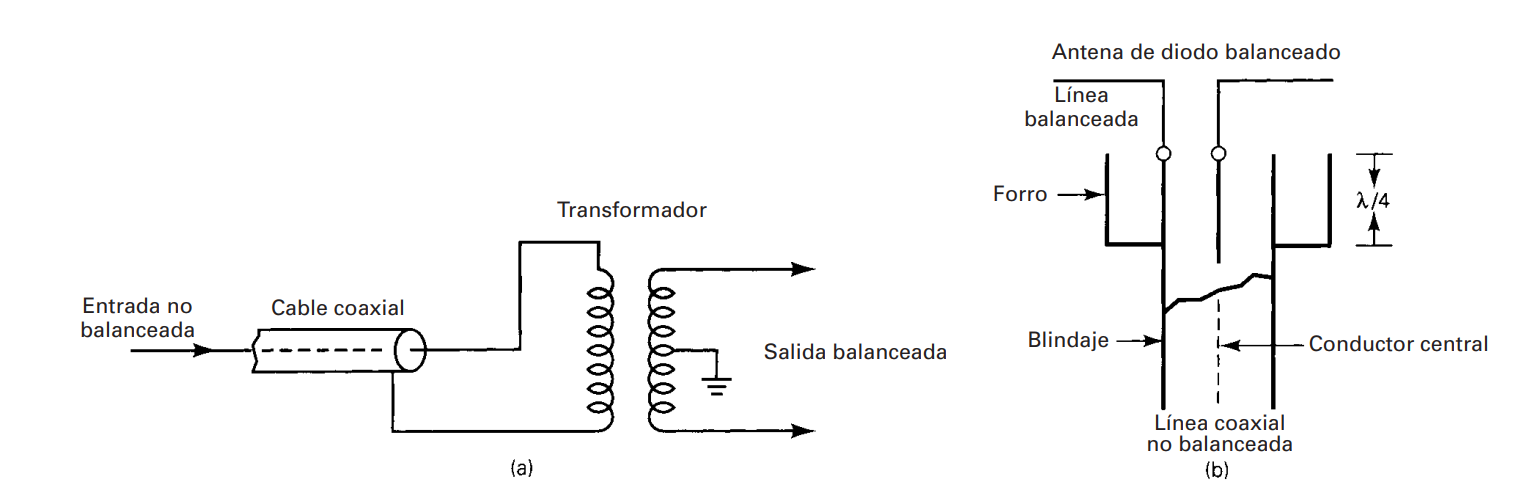 Transformador
Entrada no
balanceada
Cable coaxial
Salida balanceada
(a)
Antena de diodo balanceado
Línea
balanceada
Forro
λ/4
Blindaje
Conductor central
Línea coaxial
no balanceada
(b)